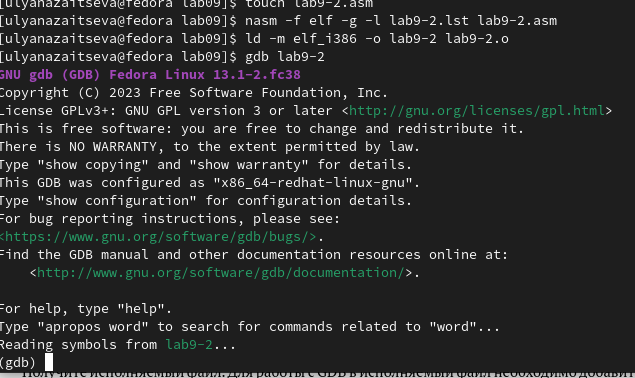 [ulyanazaitseva@fedora lab09]$ touch lab9-2.asm
[ulyanazaitseva@fedora lab09]$ nasm -f elf -g -l lab9-2.lst lab9-2.asm
[ulyanazaitseva@fedora lab09]$ ld -m elf_i386 -o lab9-2 lab9-2.o
[ulyanazaitseva@fedora lab09]$ gdb lab9-2
GNU gdb (GDB) Fedora Linux 13.1-2.fc38
Copyright (C) 2023 Free Software Foundation, Inc.
License GPLv3+: GNU GPL version 3 or later <http://gnu.org/licenses/gpl.html>
This is free software: you are free to change and redistribute it.
There is NO WARRANTY, to the extent permitted by law.
Type "show copying" and "show warranty" for details.
This GDB was configured as "x86_64-redhat-linux-gnu".
Type "show configuration" for configuration details.
For bug reporting instructions, please see:
<https://www.gnu.org/software/gdb/bugs/>.
Find the GDB manual and other documentation resources online at:
    <http://www.gnu.org/software/gdb/documentation/>.

For help, type "help".
Type "apropos word" to search for commands related to "word"...
Reading symbols from lab9-2...
(gdb)